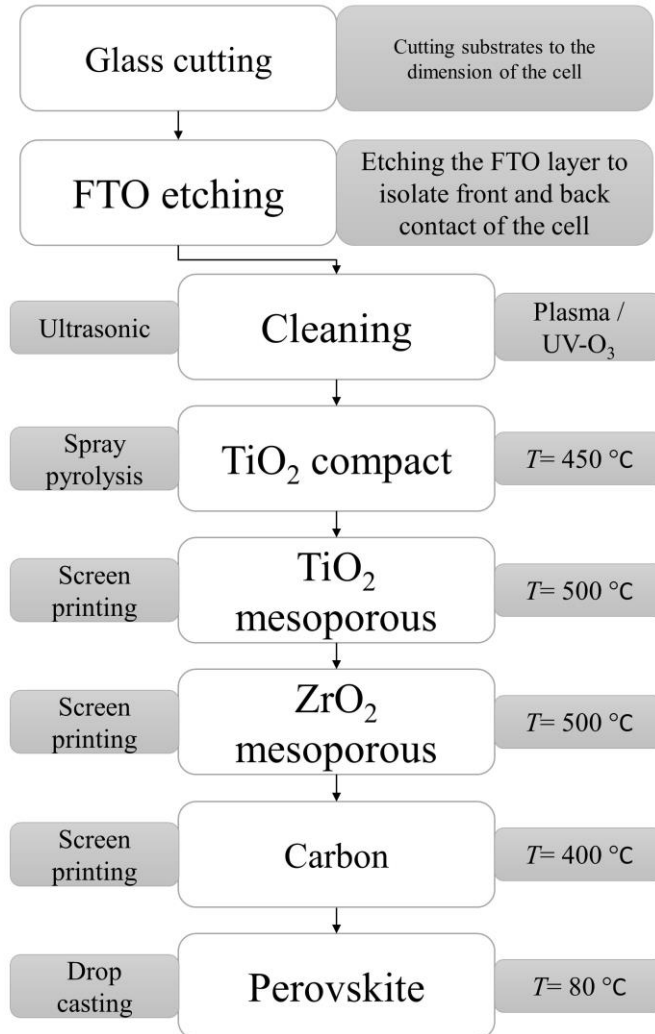 Glass cutting
Cutting substrates to the
dimension of the cell
FTO etching
Etching the FTO layer to
isolate front and back
contact of the cell
Ultrasonic
Cleaning
Plasma /
UV-O₃
Spray
pyrolysis
TiO₂ compact
T= 450 °C
Screen
printing
TiO₂
mesoporous
T= 500 °C
Screen
printing
ZrO₂
mesoporous
T= 500 °C
Screen
printing
Carbon
T= 400 °C
Drop
casting
Perovskite
T= 80 °C